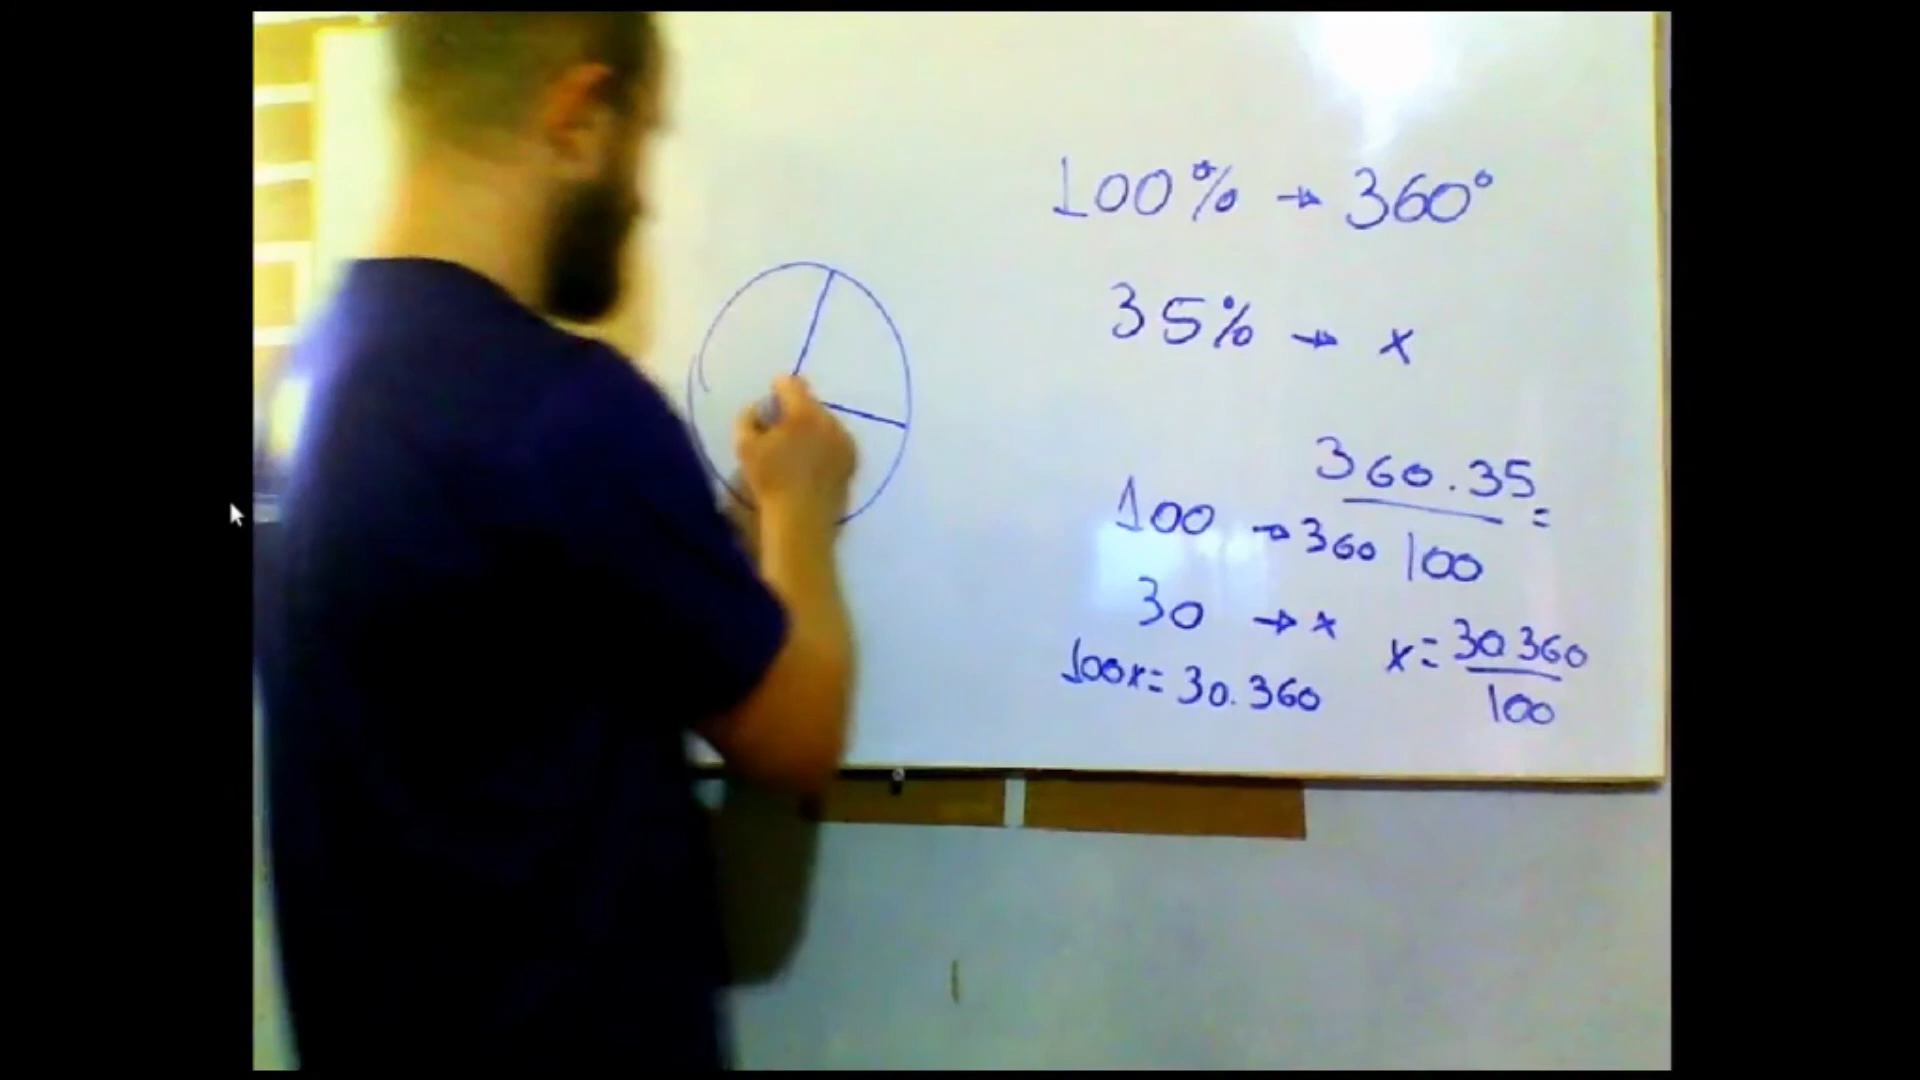 100% → 360°
35% → x
360.35 =
100
100 → 360
30 → x
100x = 30.360
x = 30.360
100